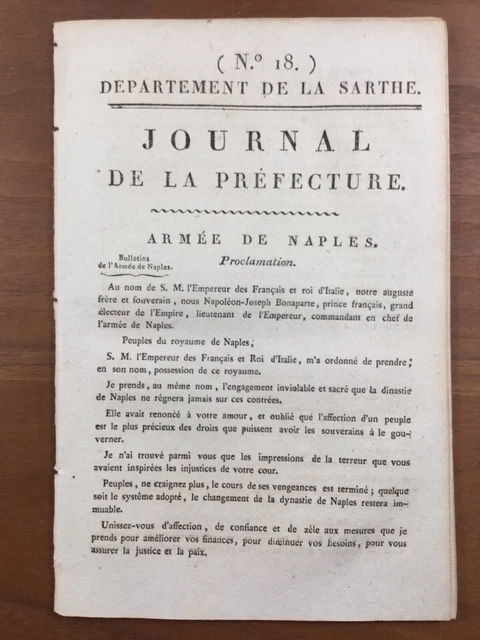 ( N.º 18. )
DEPARTEMENT DE LA SARTHE.
JOURNAL
DE LA PRÉFECTURE.
ARMÉE DE NAPLES.
Bulletins
de l'Armée de Naples.
Proclamation.
Au nom de S. M. l'Empereur des Français et roi d'Italie, notre auguste
frère et souverain, nous Napoléon-Joseph Bonaparte, prince français, grand
électeur de l'Empire, lieutenant de l'Empereur, commandant en chef de
l'armée de Naples.
Peuples du royaume de Naples,
S. M. l'Empereur des Français et Roi d'Italie, m'a ordonné de prendre,
en son nom, possession de ce royaume.
Je prends, au même nom, l'engagement inviolable et sacré que la dinastie
de Naples ne régnera jamais sur ces contrées.
Elle avait renoncé à votre amour, et oublié que l'affection d'un peuple
est le plus précieux des droits que puissent avoir les souverains à le gou-
verner.
Je n'ai trouvé parmi vous que les impressions de la terreur que vous
avaient inspirées les injustices de votre cour.
Peuples, ne craignez plus, le cours de ses vengeances est terminé ; quelque
soit le système adopté, le changement de la dynastie de Naples restera im-
muable.
Unissez-vous d'affection, de confiance et de zèle aux mesures que je
prends pour améliorer vos finances, pour diminuer vos besoins, pour vous
assurer la justice et la paix.